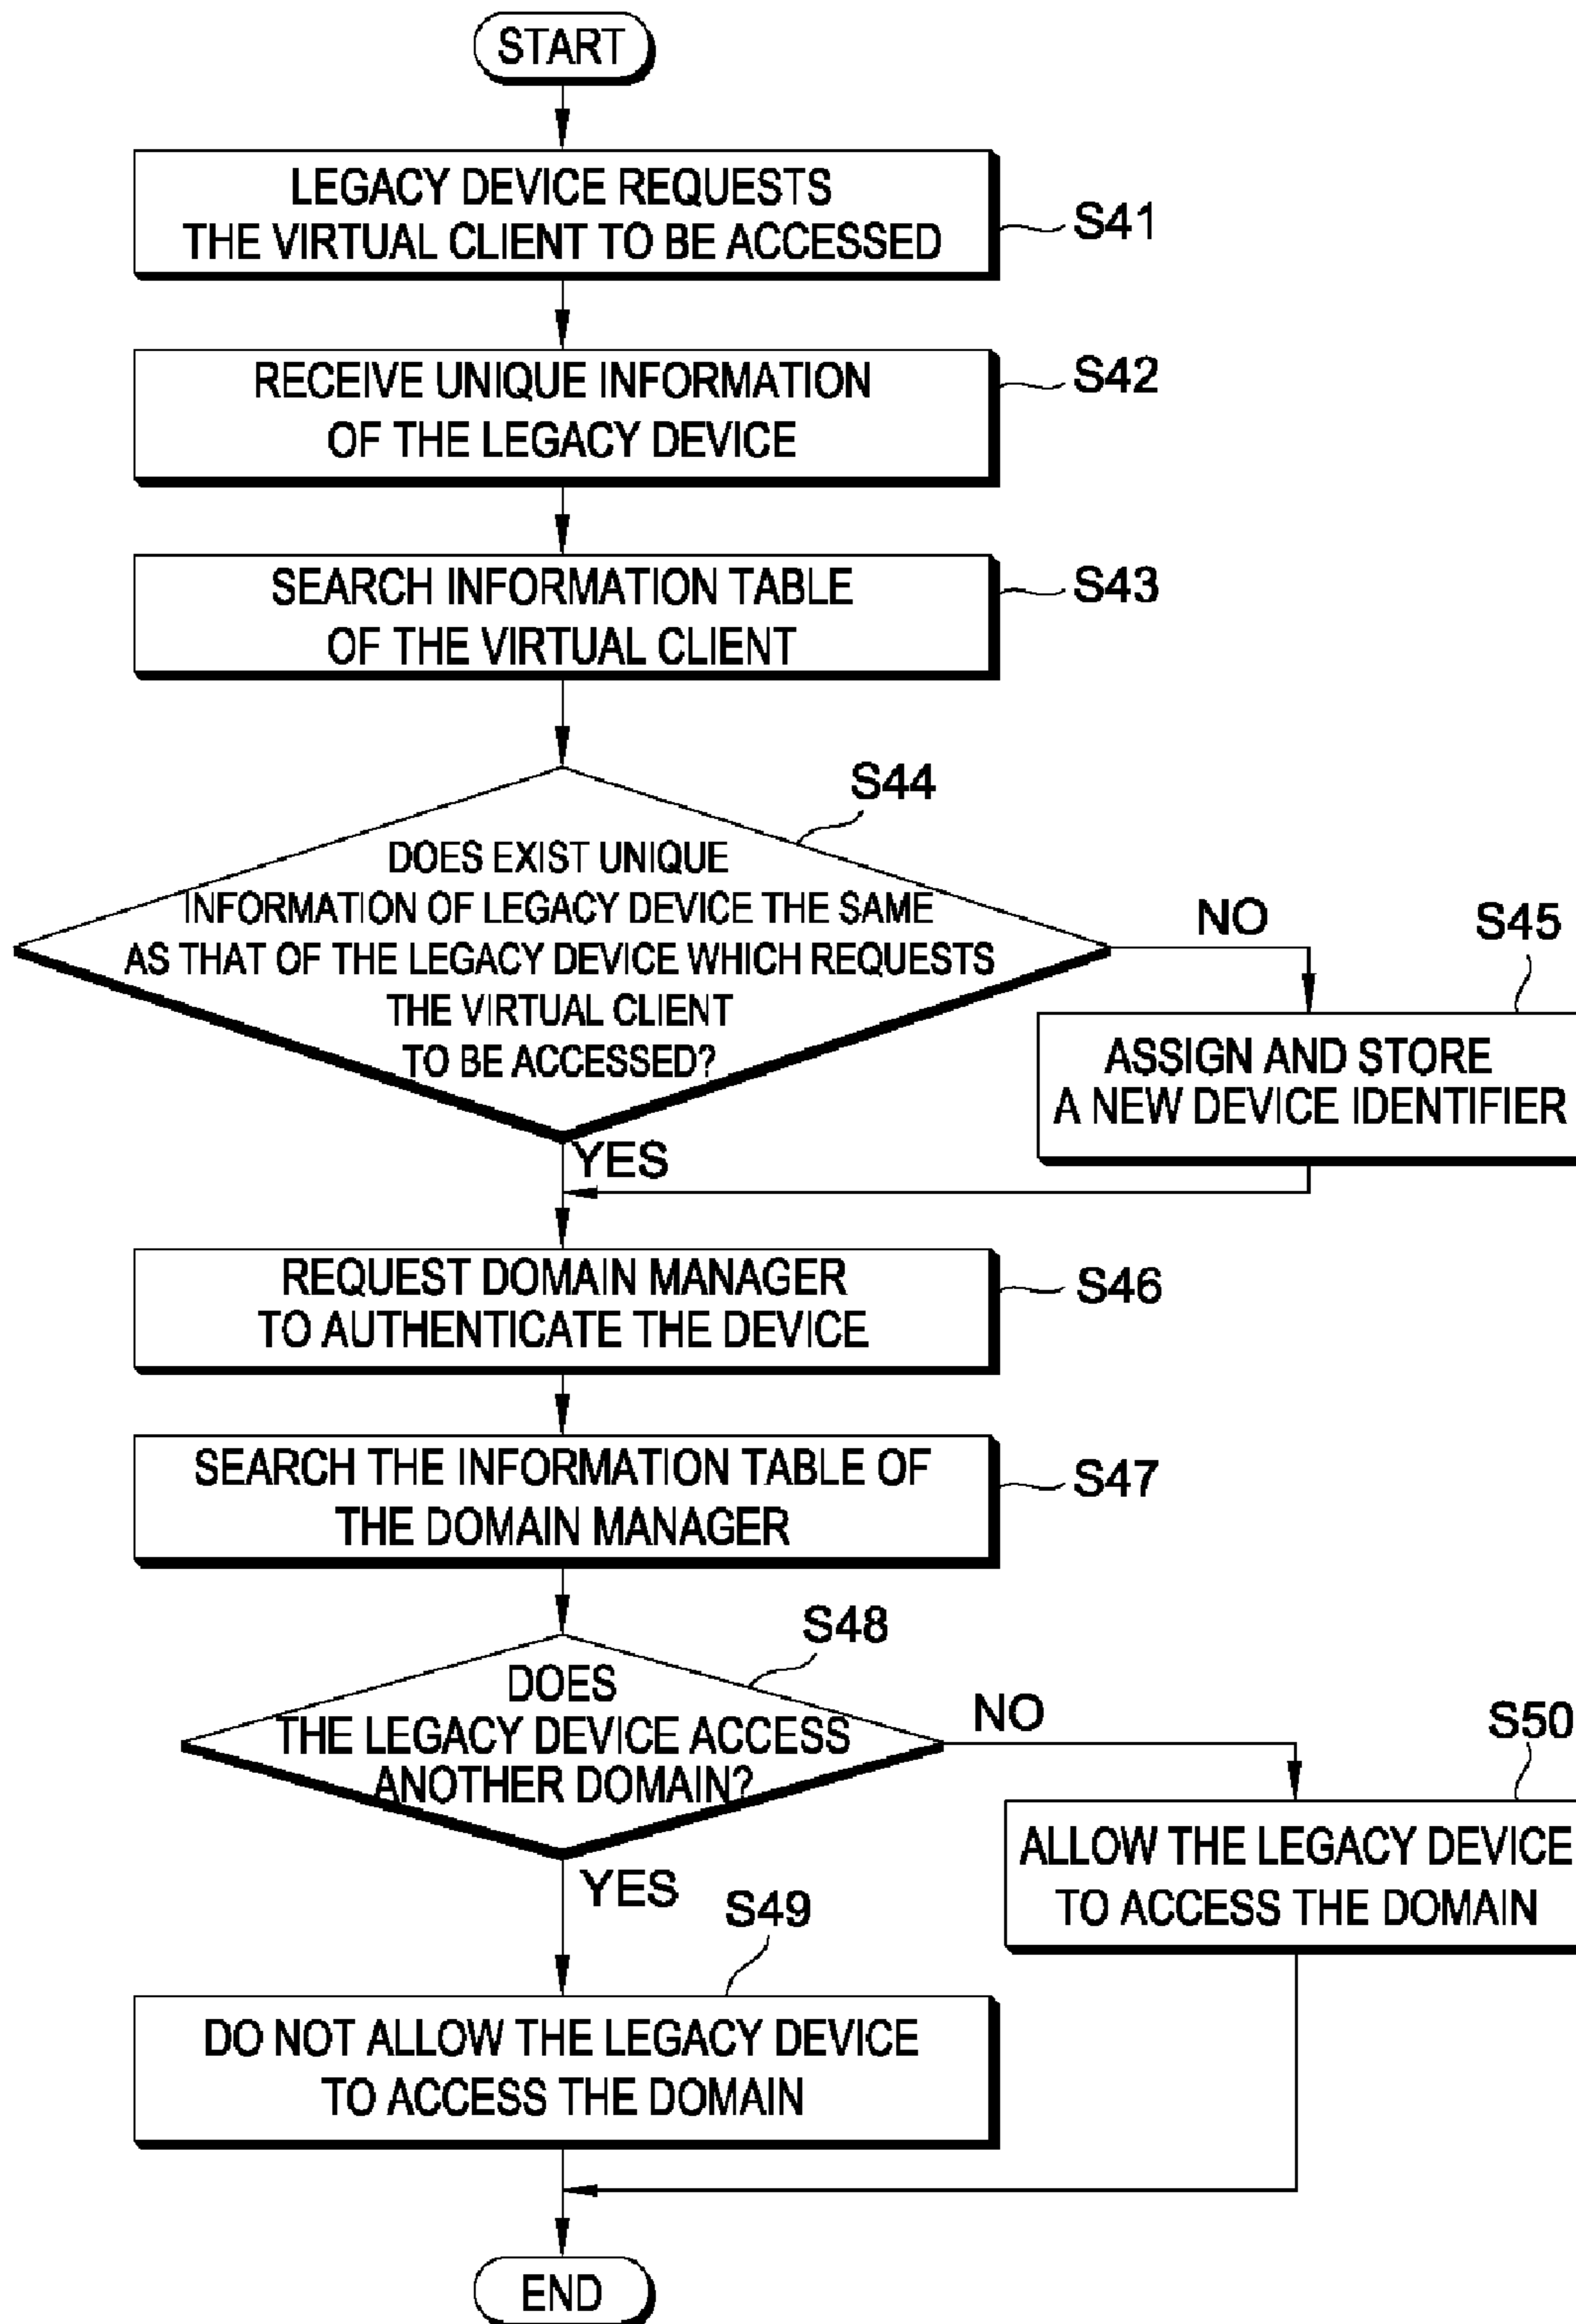 START
LEGACY DEVICE REQUESTS
THE VIRTUAL CLIENT TO BE ACCESSED
S41
RECEIVE UNIQUE INFORMATION
OF THE LEGACY DEVICE
S42
SEARCH INFORMATION TABLE
OF THE VIRTUAL CLIENT
S43
S44
DOES EXIST UNIQUE
INFORMATION OF LEGACY DEVICE THE SAME
AS THAT OF THE LEGACY DEVICE WHICH REQUESTS
THE VIRTUAL CLIENT
TO BE ACCESSED?
NO
S45
ASSIGN AND STORE
A NEW DEVICE IDENTIFIER
YES
REQUEST DOMAIN MANAGER
TO AUTHENTICATE THE DEVICE
S46
SEARCH THE INFORMATION TABLE OF
THE DOMAIN MANAGER
S47
S48
DOES
THE LEGACY DEVICE ACCESS
ANOTHER DOMAIN?
NO
S50
ALLOW THE LEGACY DEVICE
TO ACCESS THE DOMAIN
YES
S49
DO NOT ALLOW THE LEGACY DEVICE
TO ACCESS THE DOMAIN
END